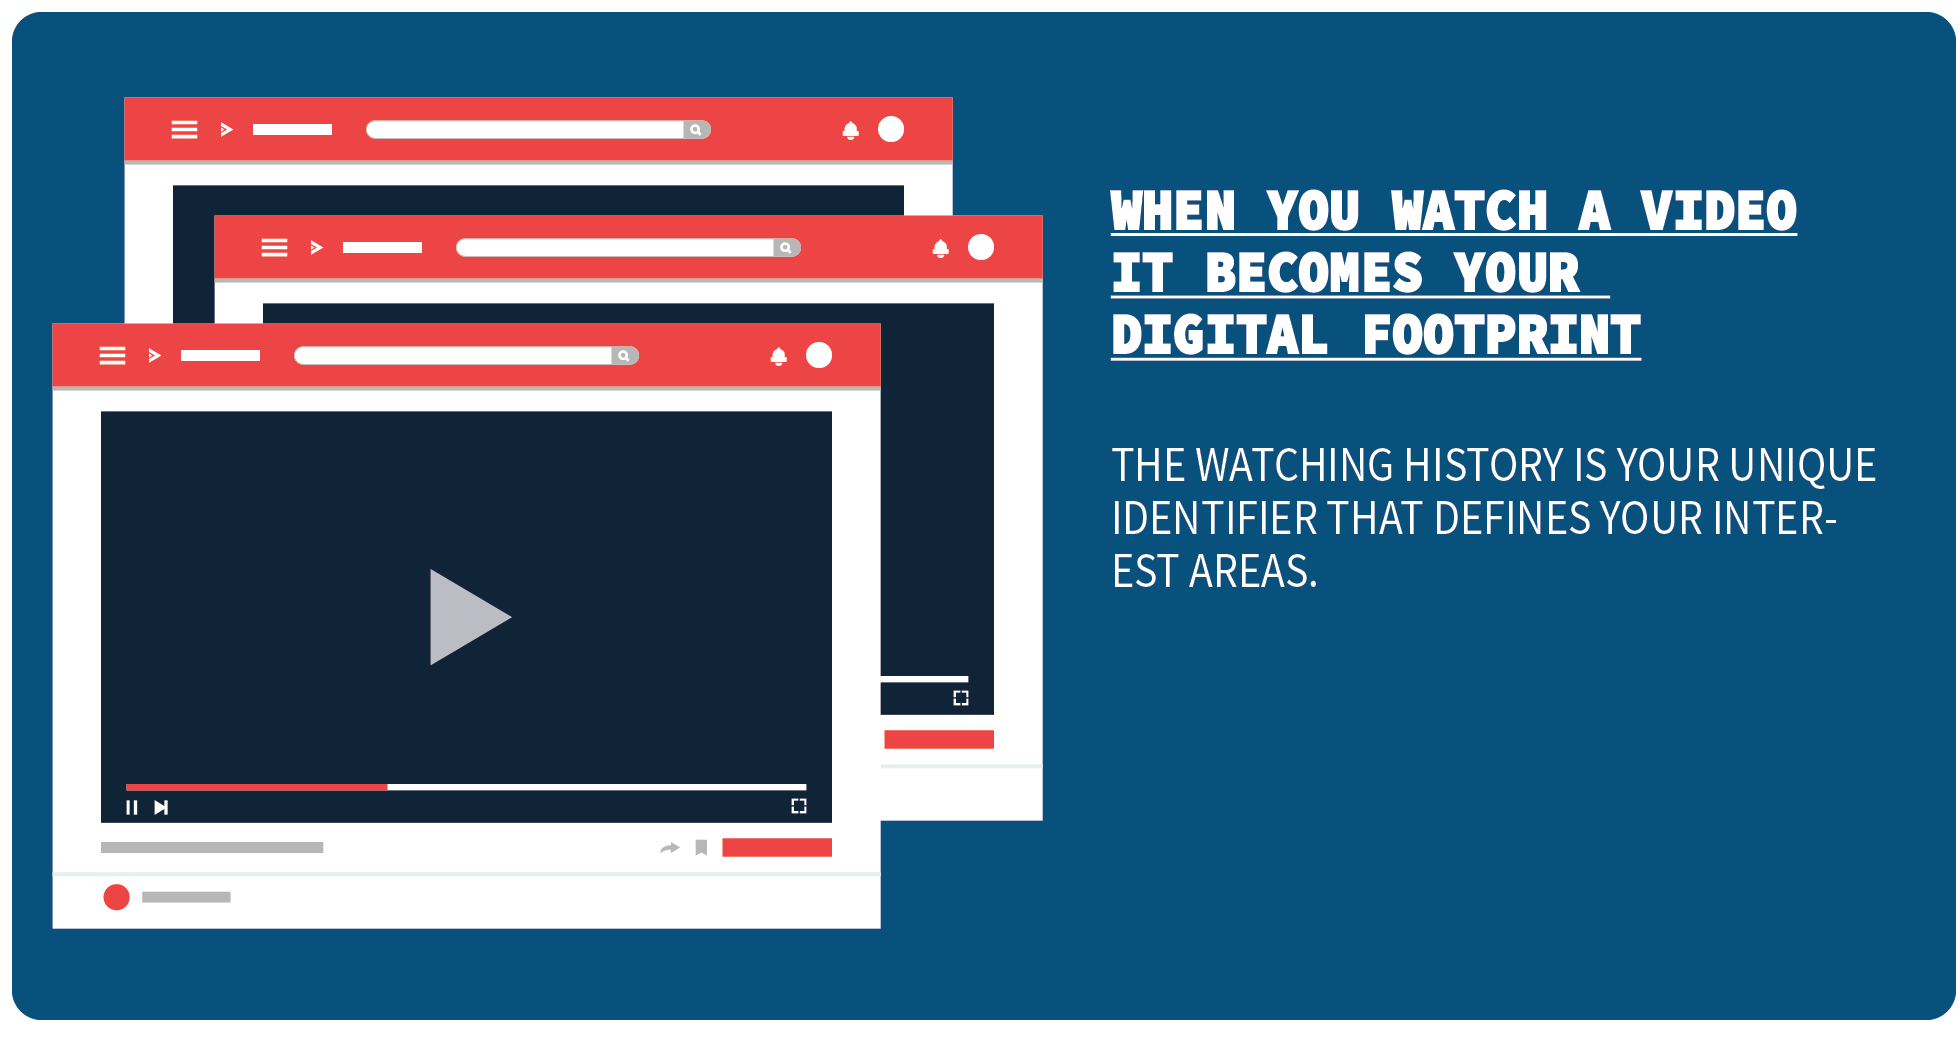 WHEN YOU WATCH A VIDEO
IT BECOMES YOUR
DIGITAL FOOTPRINT
THE WATCHING HISTORY IS YOUR UNIQUE
IDENTIFIER THAT DEFINES YOUR INTER-
EST AREAS.